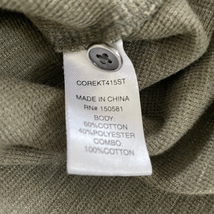 COREKT415ST
MADE IN CHINA
RN# 150581
BODY:
60%COTTON
40%POLYESTER
COMBO:
100%COTTON